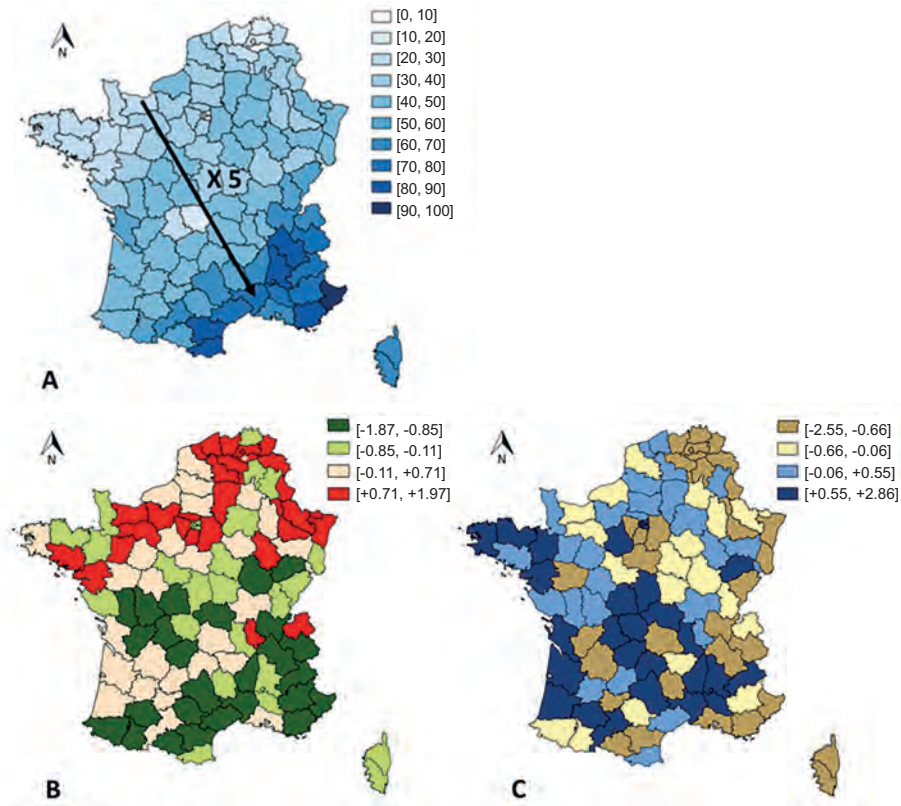 N
[0, 10]
[10, 20]
[20, 30]
[30, 40]
[40, 50]
[50, 60]
[60, 70]
[70, 80]
[80, 90]
[90, 100]
X 5
A
N
[-1.87, -0.85]
[-0.85, -0.11]
[-0.11, +0.71]
[+0.71, +1.97]
B
N
[-2.55, -0.66]
[-0.66, -0.06]
[-0.06, +0.55]
[+0.55, +2.86]
C